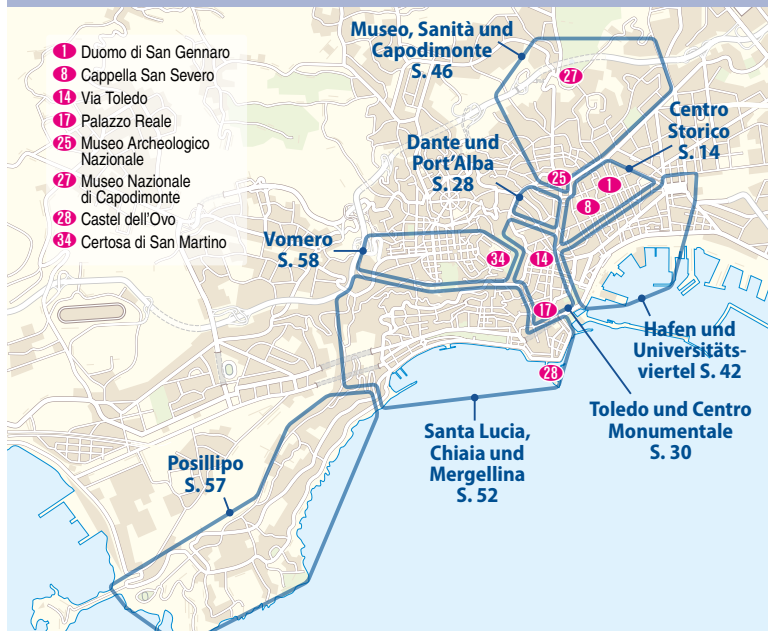 1 Duomo di San Gennaro
8 Cappella San Severo
14 Via Toledo
17 Palazzo Reale
25 Museo Archeologico
Nazionale
27 Museo Nazionale
di Capodimonte
28 Castel dell'Ovo
34 Certosa di San Martino
Museo, Sanità und
Capodimonte
S. 46
27
Centro
Storico
S. 14
Dante und
Port'Alba
S. 28
25
1
8
Vomero
S. 58
34
14
17
Hafen und
Universitäts-
viertel S. 42
28
Toledo und Centro
Monumentale
S. 30
Santa Lucia,
Chiaia und
Mergellina
S. 52
Posillipo
S. 57